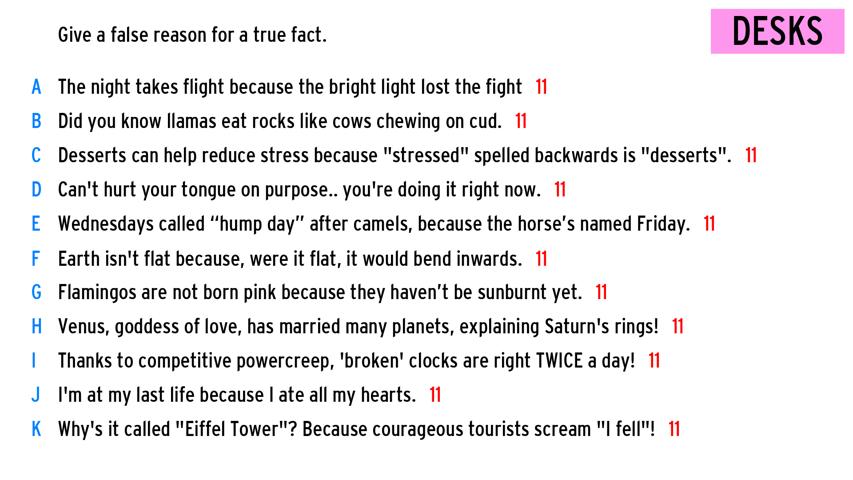 Give a false reason for a true fact.
DESKS
A The night takes flight because the bright light lost the fight 11
B Did you know llamas eat rocks like cows chewing on cud. 11
C Desserts can help reduce stress because "stressed" spelled backwards is "desserts". 11
D Can't hurt your tongue on purpose.. you're doing it right now. 11
E Wednesdays called “hump day” after camels, because the horse’s named Friday. 11
F Earth isn't flat because, were it flat, it would bend inwards. 11
G Flamingos are not born pink because they haven’t be sunburnt yet. 11
H Venus, goddess of love, has married many planets, explaining Saturn's rings! 11
I Thanks to competitive powercreep, 'broken' clocks are right TWICE a day! 11
J I'm at my last life because I ate all my hearts. 11
K Why's it called "Eiffel Tower"? Because courageous tourists scream "I fell"! 11